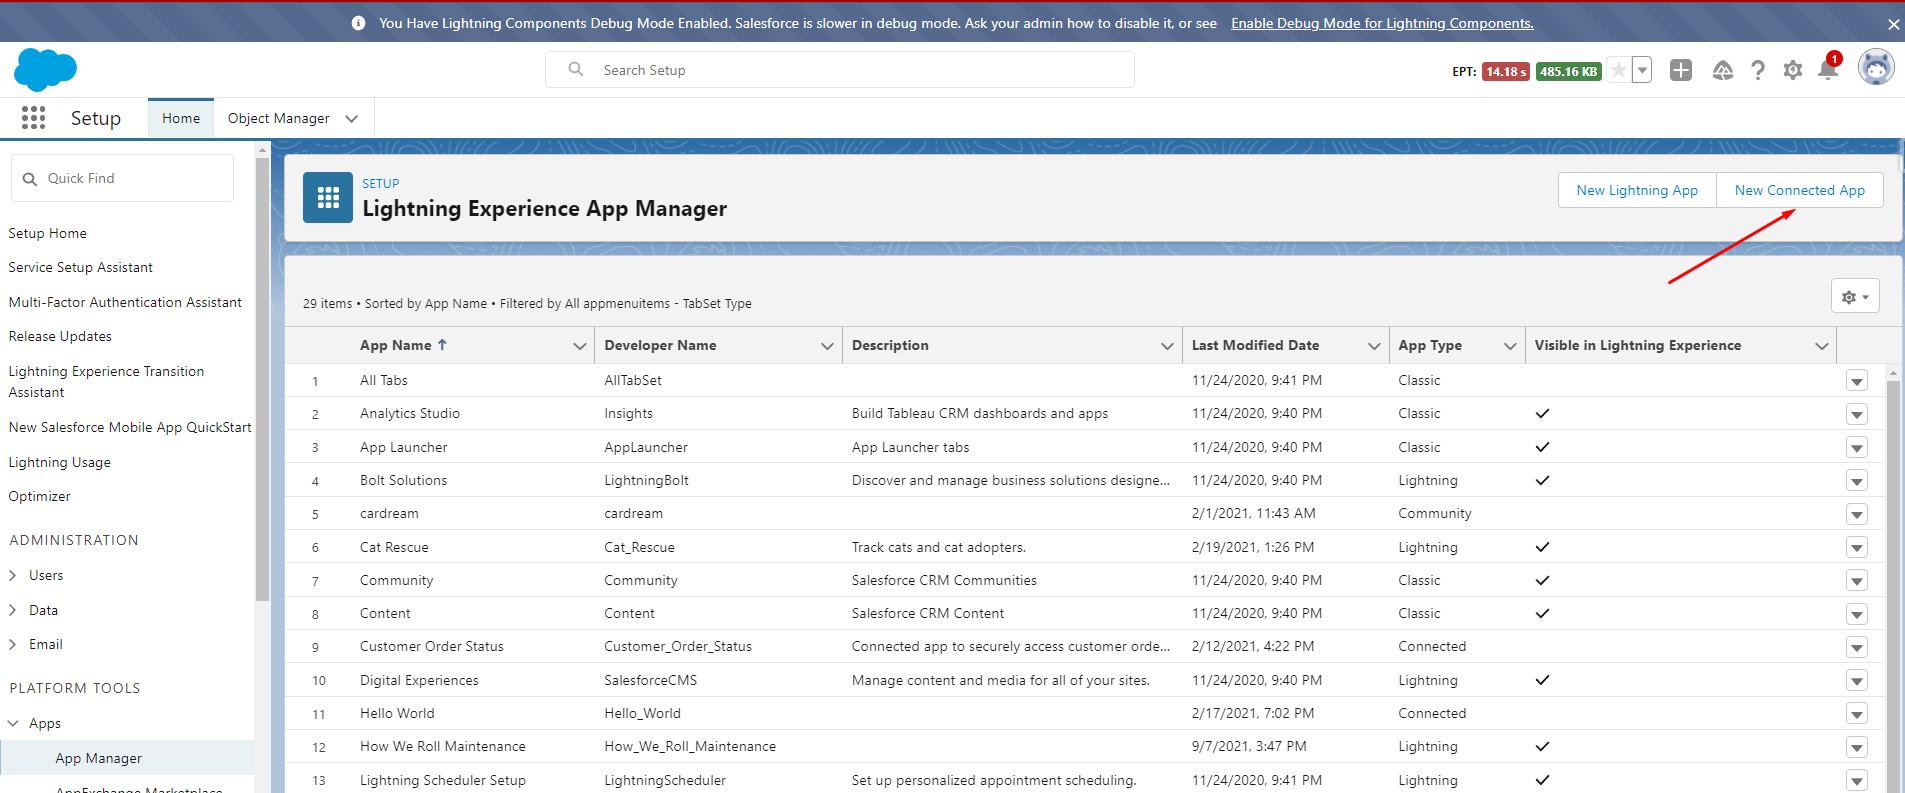 You Have Lightning Components Debug Mode Enabled. Salesforce is slower in debug mode. Ask your admin how to disable it, or see Enable Debug Mode for Lightning Components.
Search Setup
EPT: 14.18 s 485.16 KB
1
Setup Home Object Manager
Quick Find
Setup Home
Service Setup Assistant
Multi-Factor Authentication Assistant
Release Updates
Lightning Experience Transition
Assistant
New Salesforce Mobile App QuickStart
Lightning Usage
Optimizer
ADMINISTRATION
Users
Data
Email
PLATFORM TOOLS
Apps
App Manager
AppExchange Marketplace
SETUP
Lightning Experience App Manager
New Lightning App New Connected App
29 items • Sorted by App Name • Filtered by All appmenuitems - TabSet Type
App Name Developer Name Description Last Modified Date App Type Visible in Lightning Experience
1 All Tabs AllTabSet 11/24/2020, 9:41 PM Classic
2 Analytics Studio Insights Build Tableau CRM dashboards and apps 11/24/2020, 9:40 PM Classic
3 App Launcher AppLauncher App Launcher tabs 11/24/2020, 9:40 PM Classic
4 Bolt Solutions LightningBolt Discover and manage business solutions designe... 11/24/2020, 9:40 PM Lightning
5 cardream cardream 2/1/2021, 11:43 AM Community
6 Cat Rescue Cat_Rescue Track cats and cat adopters. 2/19/2021, 1:26 PM Lightning
7 Community Community Salesforce CRM Communities 11/24/2020, 9:40 PM Classic
8 Content Content Salesforce CRM Content 11/24/2020, 9:40 PM Classic
9 Customer Order Status Customer_Order_Status Connected app to securely access customer orde... 2/12/2021, 4:22 PM Connected
10 Digital Experiences SalesforceCMS Manage content and media for all of your sites. 11/24/2020, 9:40 PM Lightning
11 Hello World Hello_World 2/17/2021, 7:02 PM Connected
12 How We Roll Maintenance How_We_Roll_Maintenance 9/7/2021, 3:47 PM Lightning
13 Lightning Scheduler Setup LightningScheduler Set up personalized appointment scheduling. 11/24/2020, 9:41 PM Lightning